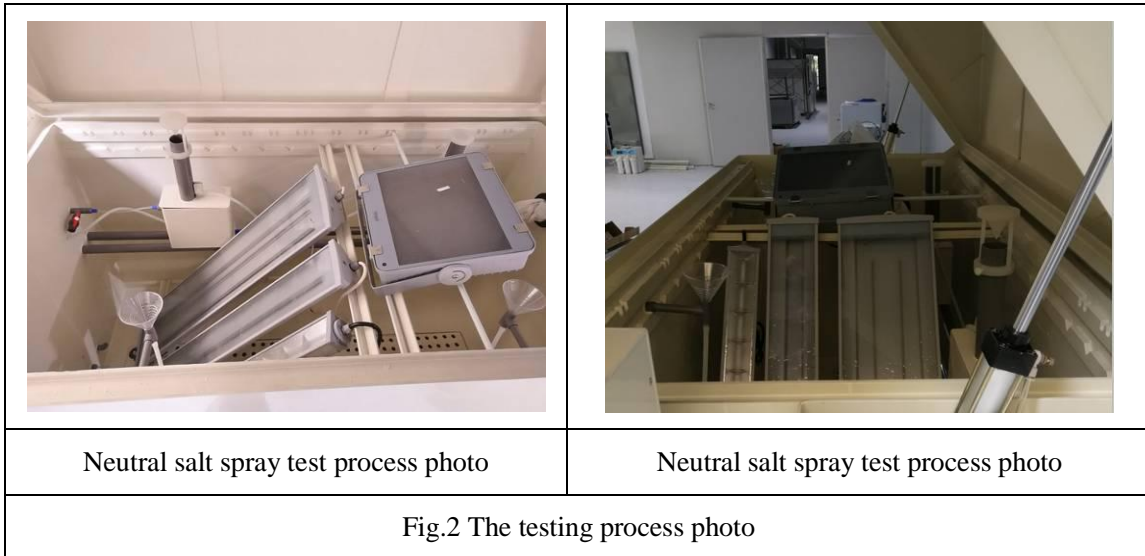 Neutral salt spray test process photo
Neutral salt spray test process photo
Fig.2 The testing process photo